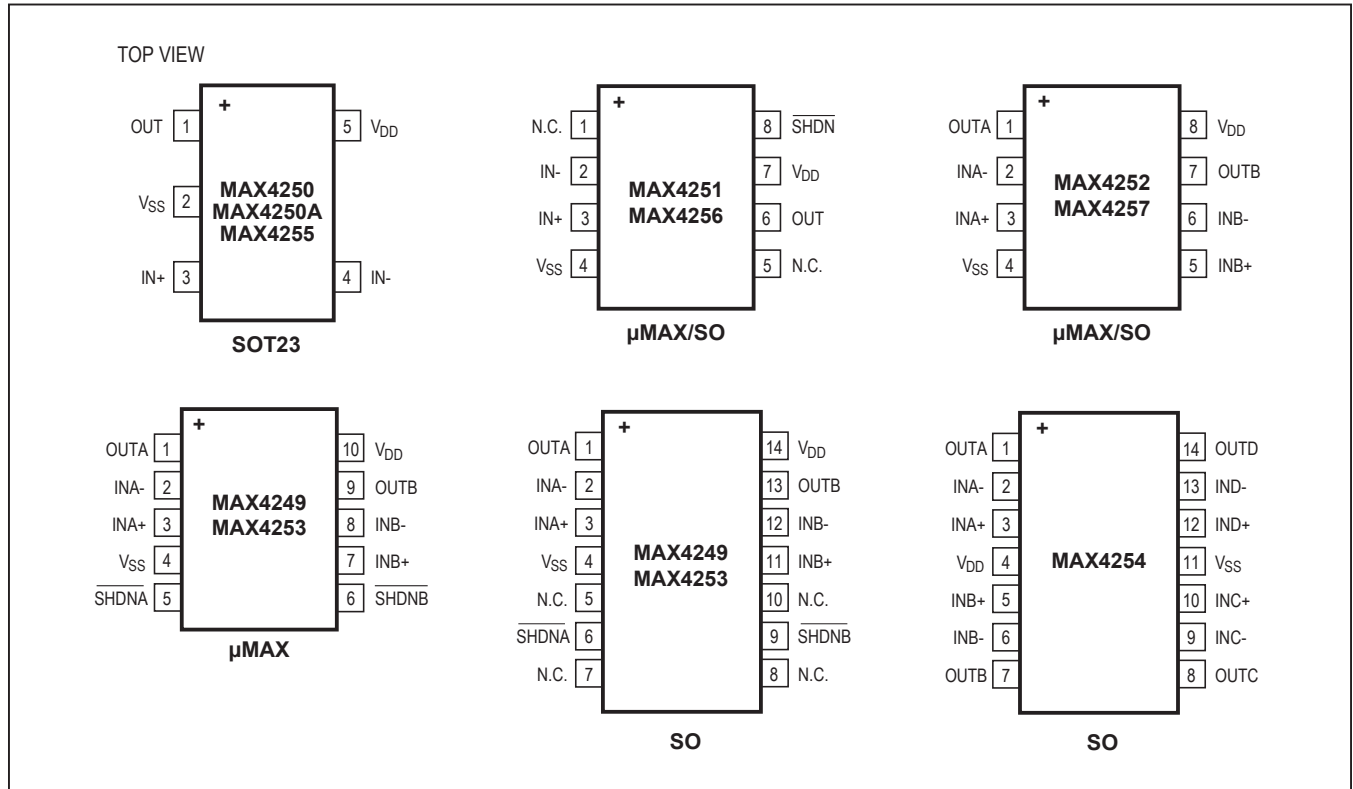 TOP VIEW
+
OUT 1
5 VDD
VSS 2
MAX4250
MAX4250A
MAX4255
IN+ 3
4 IN-
SOT23
+
N.C. 1
8 S̅H̅D̅N̅
IN- 2
7 VDD
MAX4251
MAX4256
IN+ 3
6 OUT
VSS 4
5 N.C.
µMAX/SO
+
OUTA 1
8 VDD
INA- 2
7 OUTB
MAX4252
MAX4257
INA+ 3
6 INB-
VSS 4
5 INB+
µMAX/SO
+
OUTA 1
10 VDD
INA- 2
9 OUTB
MAX4249
MAX4253
INA+ 3
8 INB-
VSS 4
7 INB+
S̅H̅D̅N̅A̅ 5
6 S̅H̅D̅N̅B̅
µMAX
+
OUTA 1
14 VDD
INA- 2
13 OUTB
INA+ 3
12 INB-
MAX4249
MAX4253
VSS 4
11 INB+
N.C. 5
10 N.C.
S̅H̅D̅N̅A̅ 6
9 S̅H̅D̅N̅B̅
N.C. 7
8 N.C.
SO
+
OUTA 1
14 OUTD
INA- 2
13 IND-
INA+ 3
12 IND+
VDD 4
MAX4254
11 VSS
INB+ 5
10 INC+
INB- 6
9 INC-
OUTB 7
8 OUTC
SO